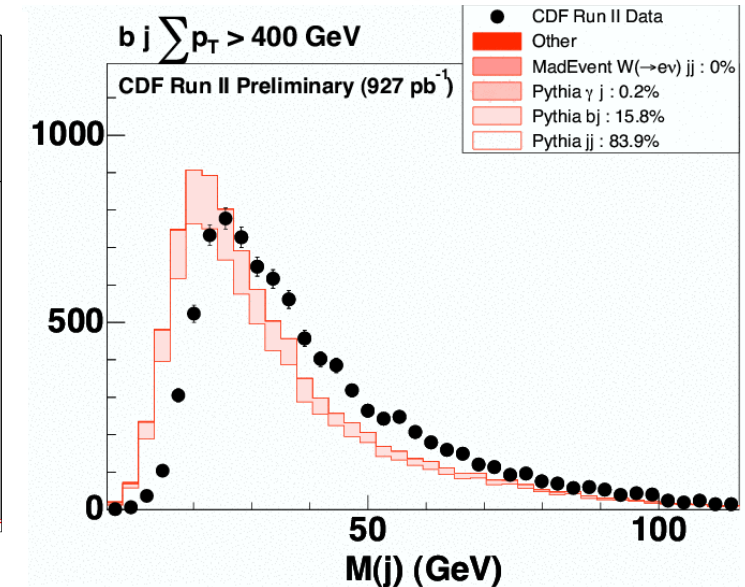 b j ∑pT > 400 GeV
CDF Run II Preliminary (927 pb-1)
CDF Run II Data
Other
MadEvent W(→eν) jj : 0%
Pythia γ j : 0.2%
Pythia bj : 15.8%
Pythia jj : 83.9%
1000
500
0
50
100
M(j) (GeV)